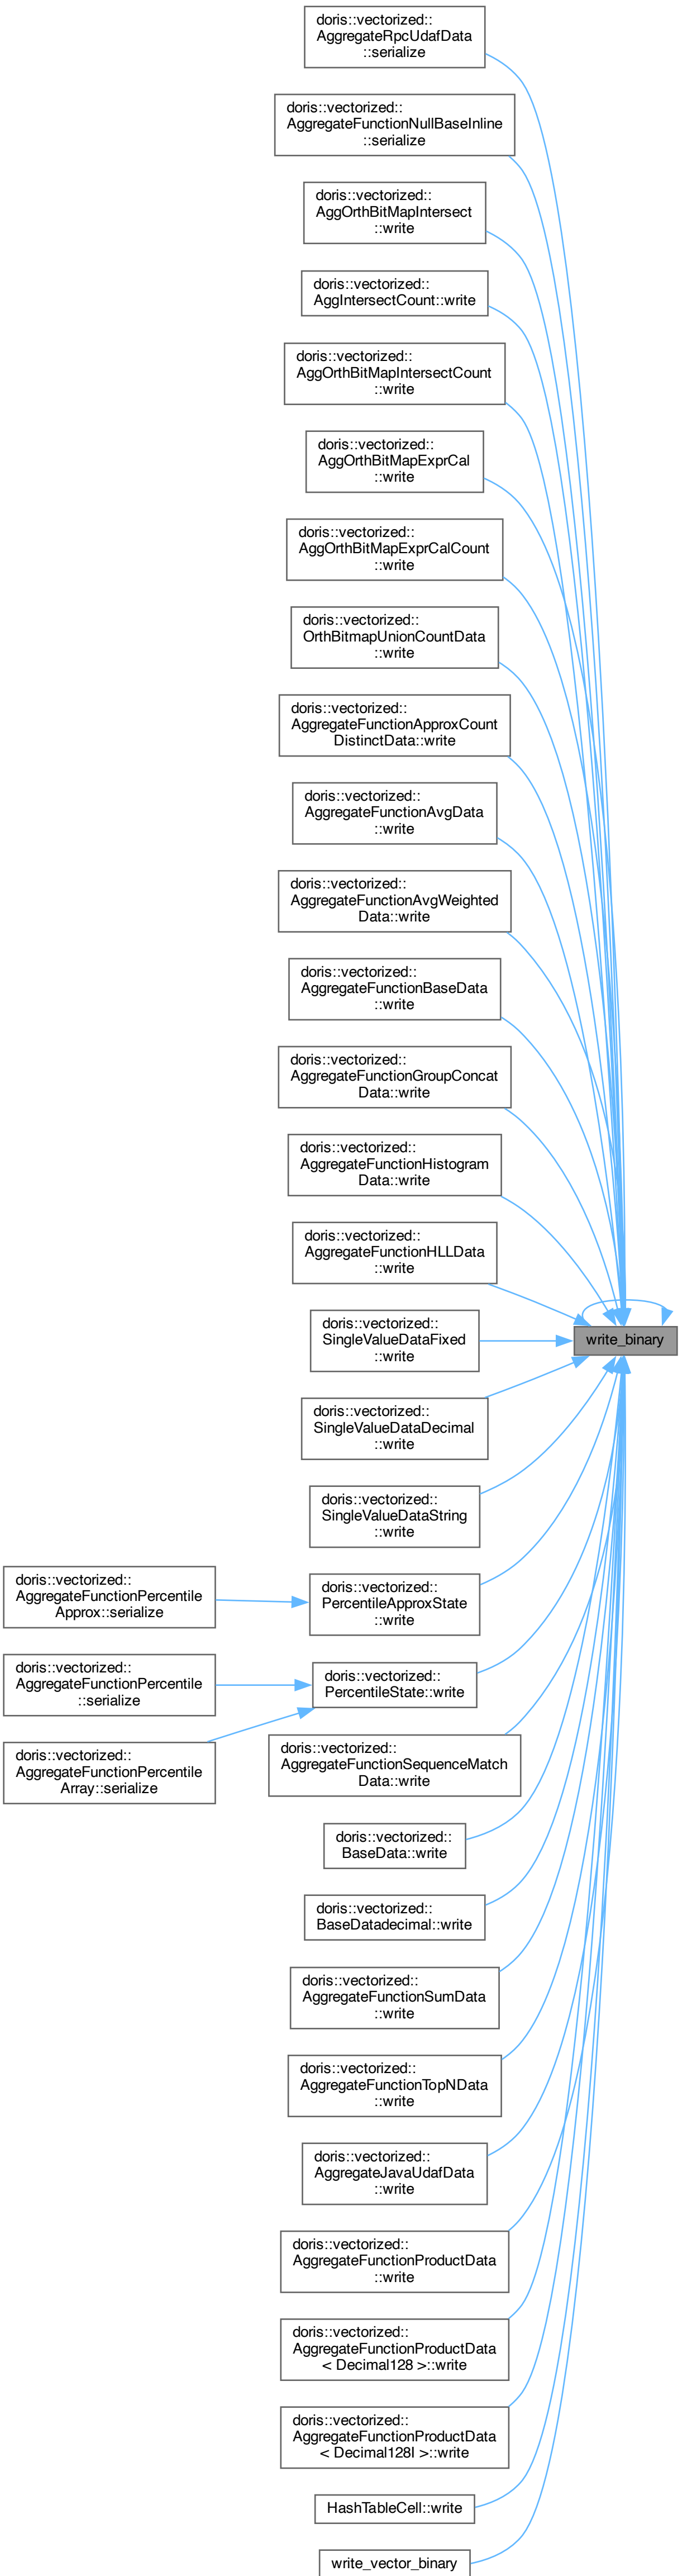 doris::vectorized::
AggregateRpcUdafData
::serialize
doris::vectorized::
AggregateFunctionNullBaseInline
::serialize
doris::vectorized::
AggOrthBitMapIntersect
::write
doris::vectorized::
AggIntersectCount::write
doris::vectorized::
AggOrthBitMapIntersectCount
::write
doris::vectorized::
AggOrthBitMapExprCal
::write
doris::vectorized::
AggOrthBitMapExprCalCount
::write
doris::vectorized::
OrthBitmapUnionCountData
::write
doris::vectorized::
AggregateFunctionApproxCount
DistinctData::write
doris::vectorized::
AggregateFunctionAvgData
::write
doris::vectorized::
AggregateFunctionAvgWeighted
Data::write
doris::vectorized::
AggregateFunctionBaseData
::write
doris::vectorized::
AggregateFunctionGroupConcat
Data::write
doris::vectorized::
AggregateFunctionHistogram
Data::write
doris::vectorized::
AggregateFunctionHLLData
::write
doris::vectorized::
SingleValueDataFixed
::write
write_binary
doris::vectorized::
SingleValueDataDecimal
::write
doris::vectorized::
SingleValueDataString
::write
doris::vectorized::
AggregateFunctionPercentile
Approx::serialize
doris::vectorized::
PercentileApproxState
::write
doris::vectorized::
AggregateFunctionPercentile
::serialize
doris::vectorized::
PercentileState::write
doris::vectorized::
AggregateFunctionPercentile
Array::serialize
doris::vectorized::
AggregateFunctionSequenceMatch
Data::write
doris::vectorized::
BaseData::write
doris::vectorized::
BaseDatadecimal::write
doris::vectorized::
AggregateFunctionSumData
::write
doris::vectorized::
AggregateFunctionTopNData
::write
doris::vectorized::
AggregateJavaUdafData
::write
doris::vectorized::
AggregateFunctionProductData
::write
doris::vectorized::
AggregateFunctionProductData
< Decimal128 >::write
doris::vectorized::
AggregateFunctionProductData
< Decimal128I >::write
HashTableCell::write
write_vector_binary